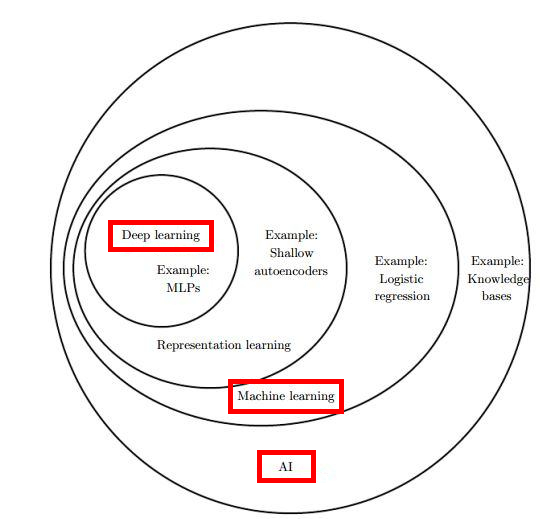 Deep learning
Example:
MLPs
Example:
Shallow
autoencoders
Example:
Logistic
regression
Example:
Knowledge
bases
Representation learning
Machine learning
AI